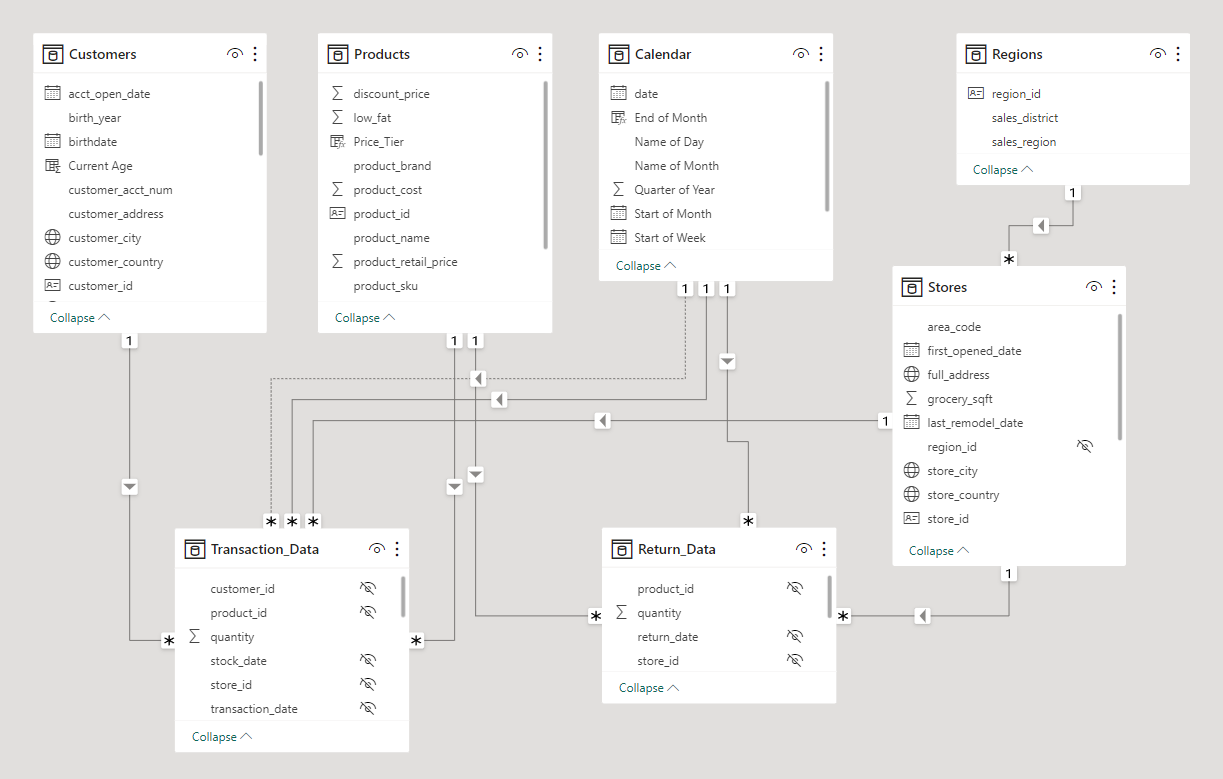 Customers
acct_open_date
birth_year
birthdate
Current Age
customer_acct_num
customer_address
customer_city
customer_country
customer_id
Collapse
1
Products
discount_price
low_fat
Price_Tier
product_brand
product_cost
product_id
product_name
product_retail_price
product_sku
Collapse
1 1
Calendar
date
End of Month
Name of Day
Name of Month
Quarter of Year
Start of Month
Start of Week
Collapse
1 1 1
Regions
region_id
sales_district
sales_region
Collapse
1
*
Stores
area_code
first_opened_date
full_address
grocery_sqft
last_remodel_date
region_id
store_city
store_country
store_id
Collapse
1
1
* * *
Transaction_Data
customer_id
product_id
quantity
stock_date
store_id
transaction_date
Collapse
* *
*
Return_Data
product_id
quantity
return_date
store_id
Collapse
* *